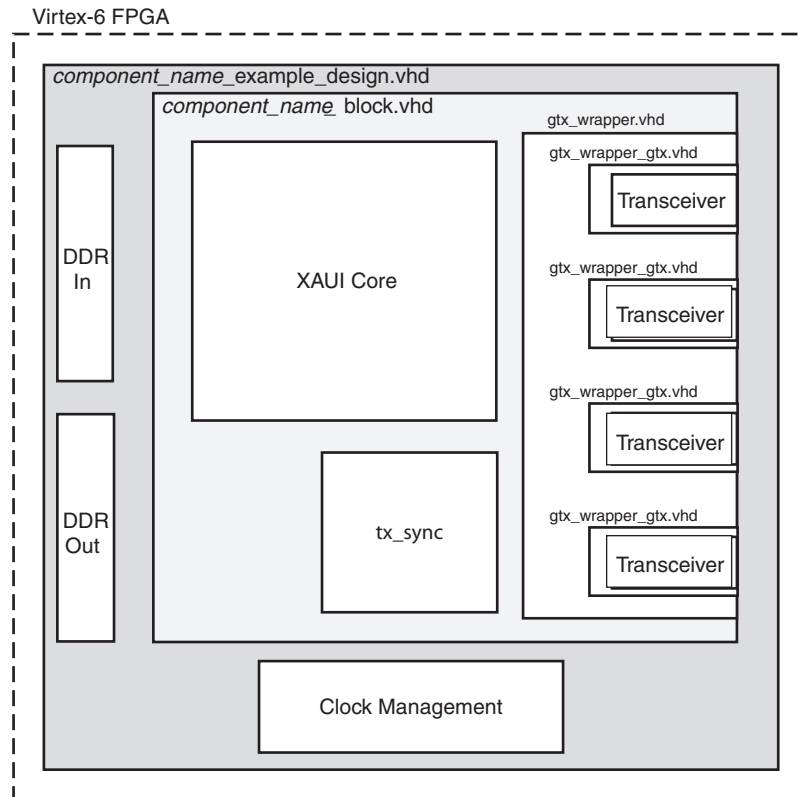 Virtex-6 FPGA
component_name_example_design.vhd
component_name_ block.vhd
gtx_wrapper.vhd
gtx_wrapper_gtx.vhd
Transceiver
DDR
In
XAUI Core
gtx_wrapper_gtx.vhd
Transceiver
gtx_wrapper_gtx.vhd
Transceiver
DDR
Out
tx_sync
gtx_wrapper_gtx.vhd
Transceiver
Clock Management